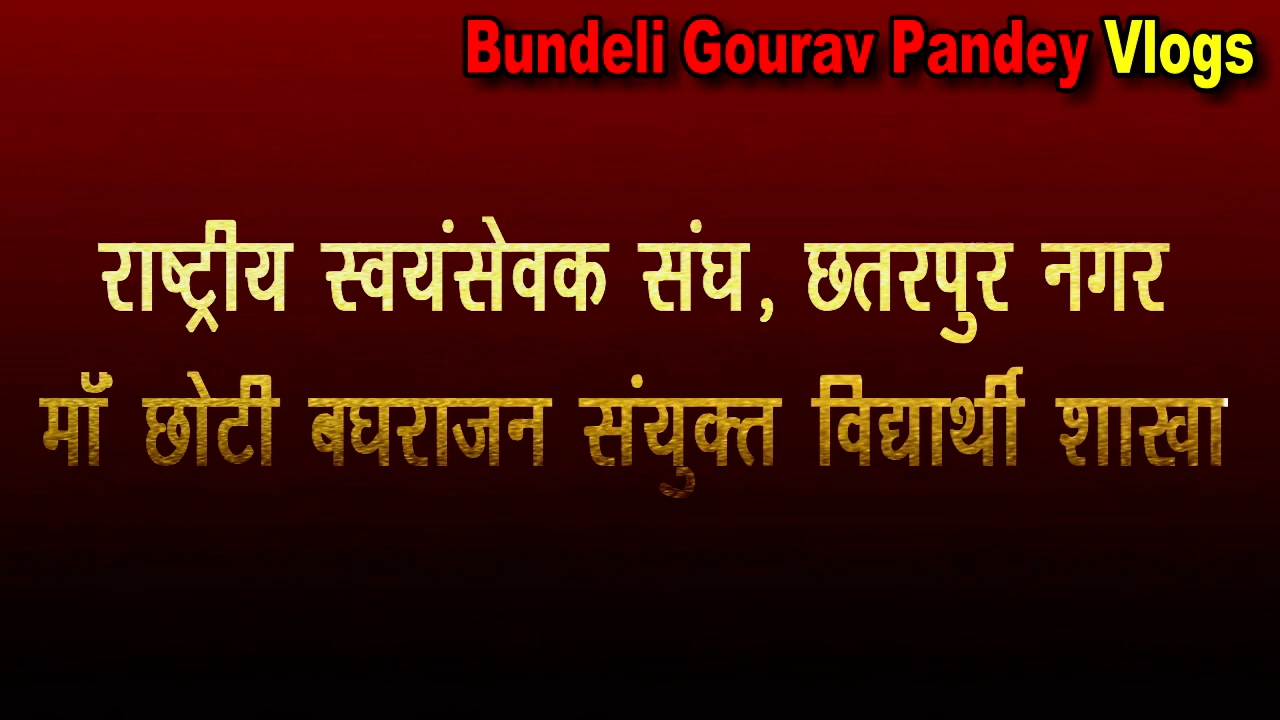 Bundeli Gourav Pandey Vlogs
राष्ट्रीय स्वयंसेवक संघ, छतरपुर नगर
माँ छोटी बघराजन संयुक्त विद्यार्थी शाखा